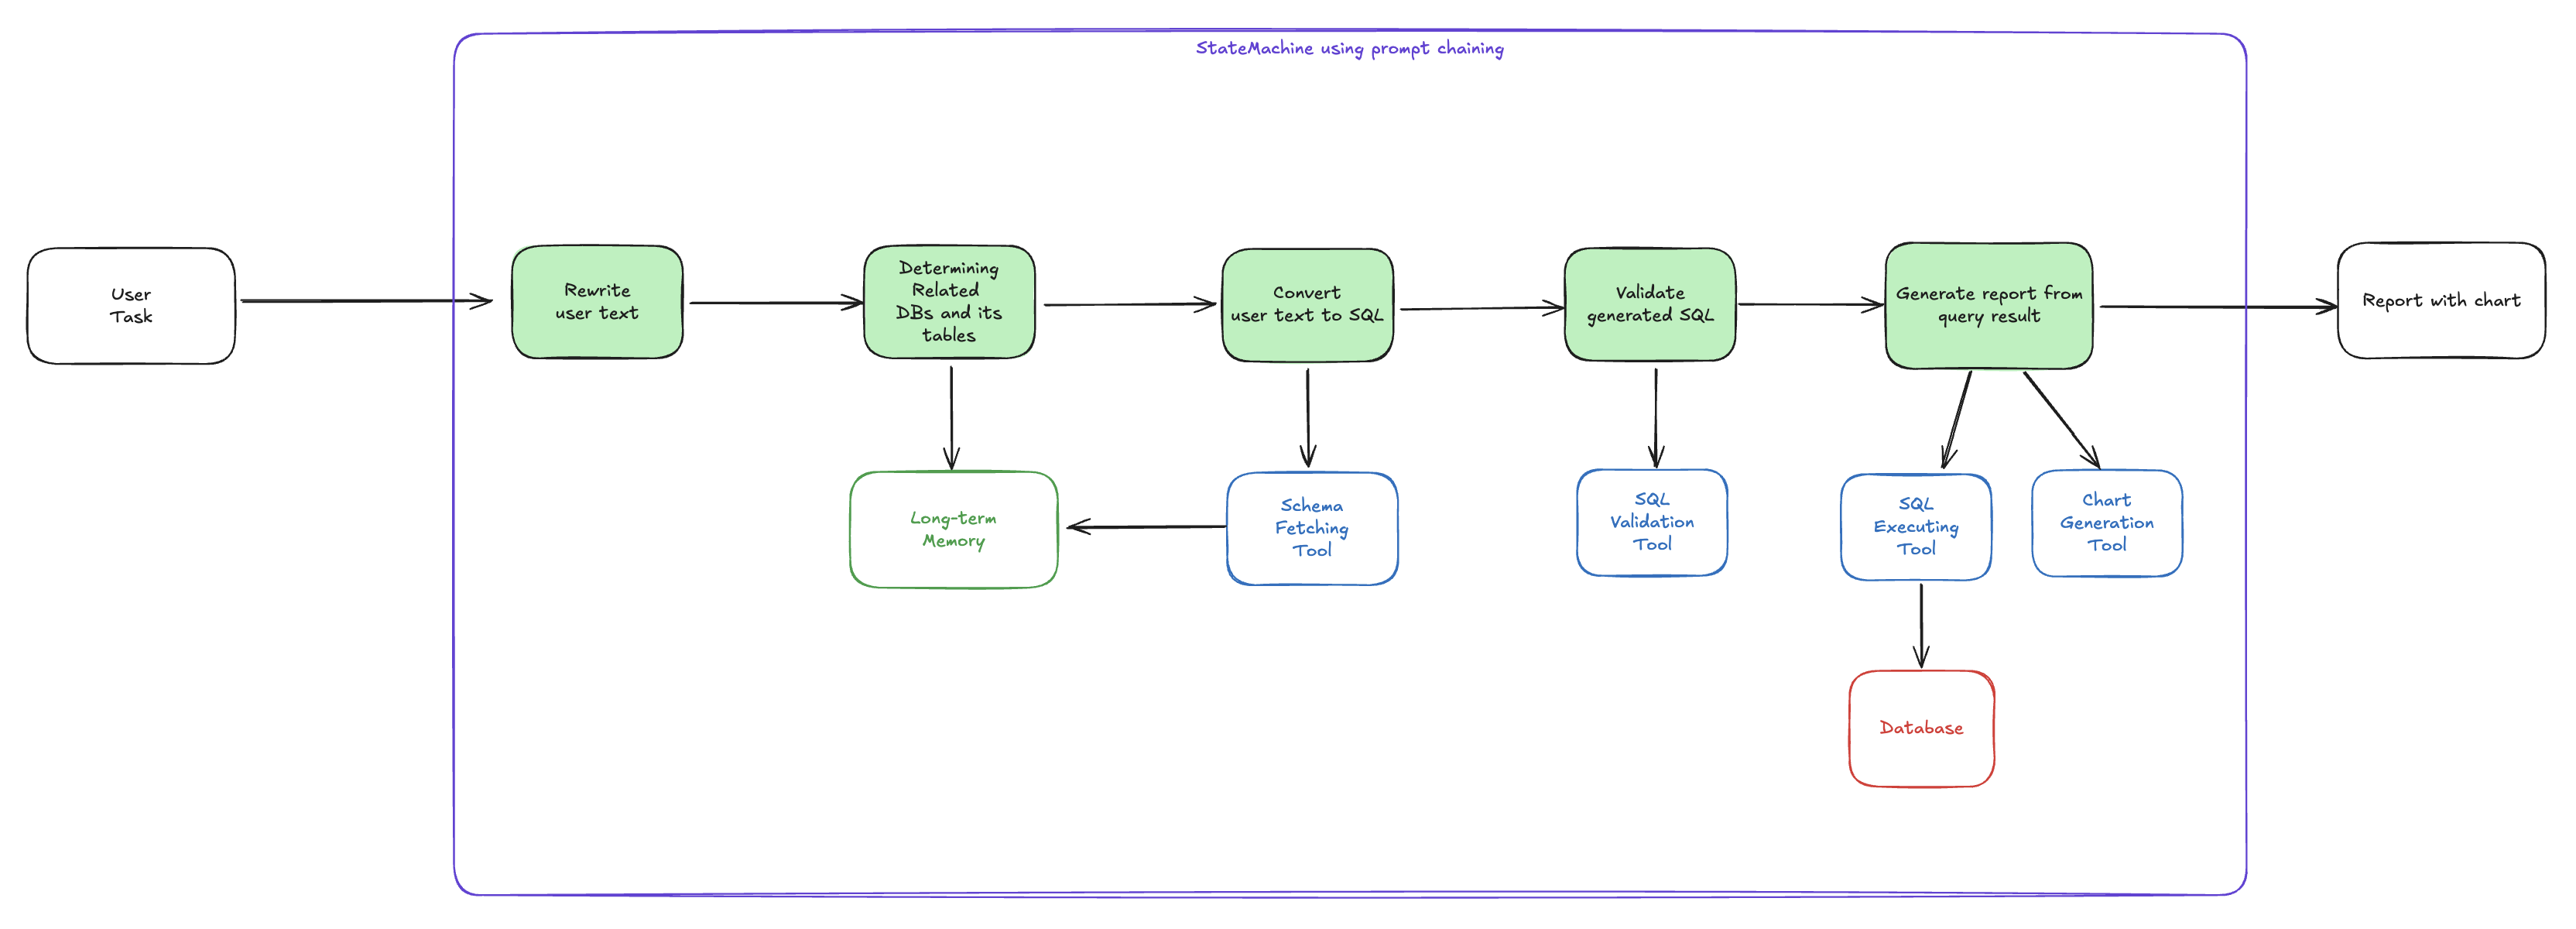 StateMachine using prompt chaining
User
Task
Rewrite
user text
Determining
Related
DBs and its
tables
Convert
user text to SQL
Validate
generated SQL
Generate report from
query result
Report with chart
Long-term
Memory
Schema
Fetching
Tool
SQL
Validation
Tool
SQL
Executing
Tool
Chart
Generation
Tool
Database